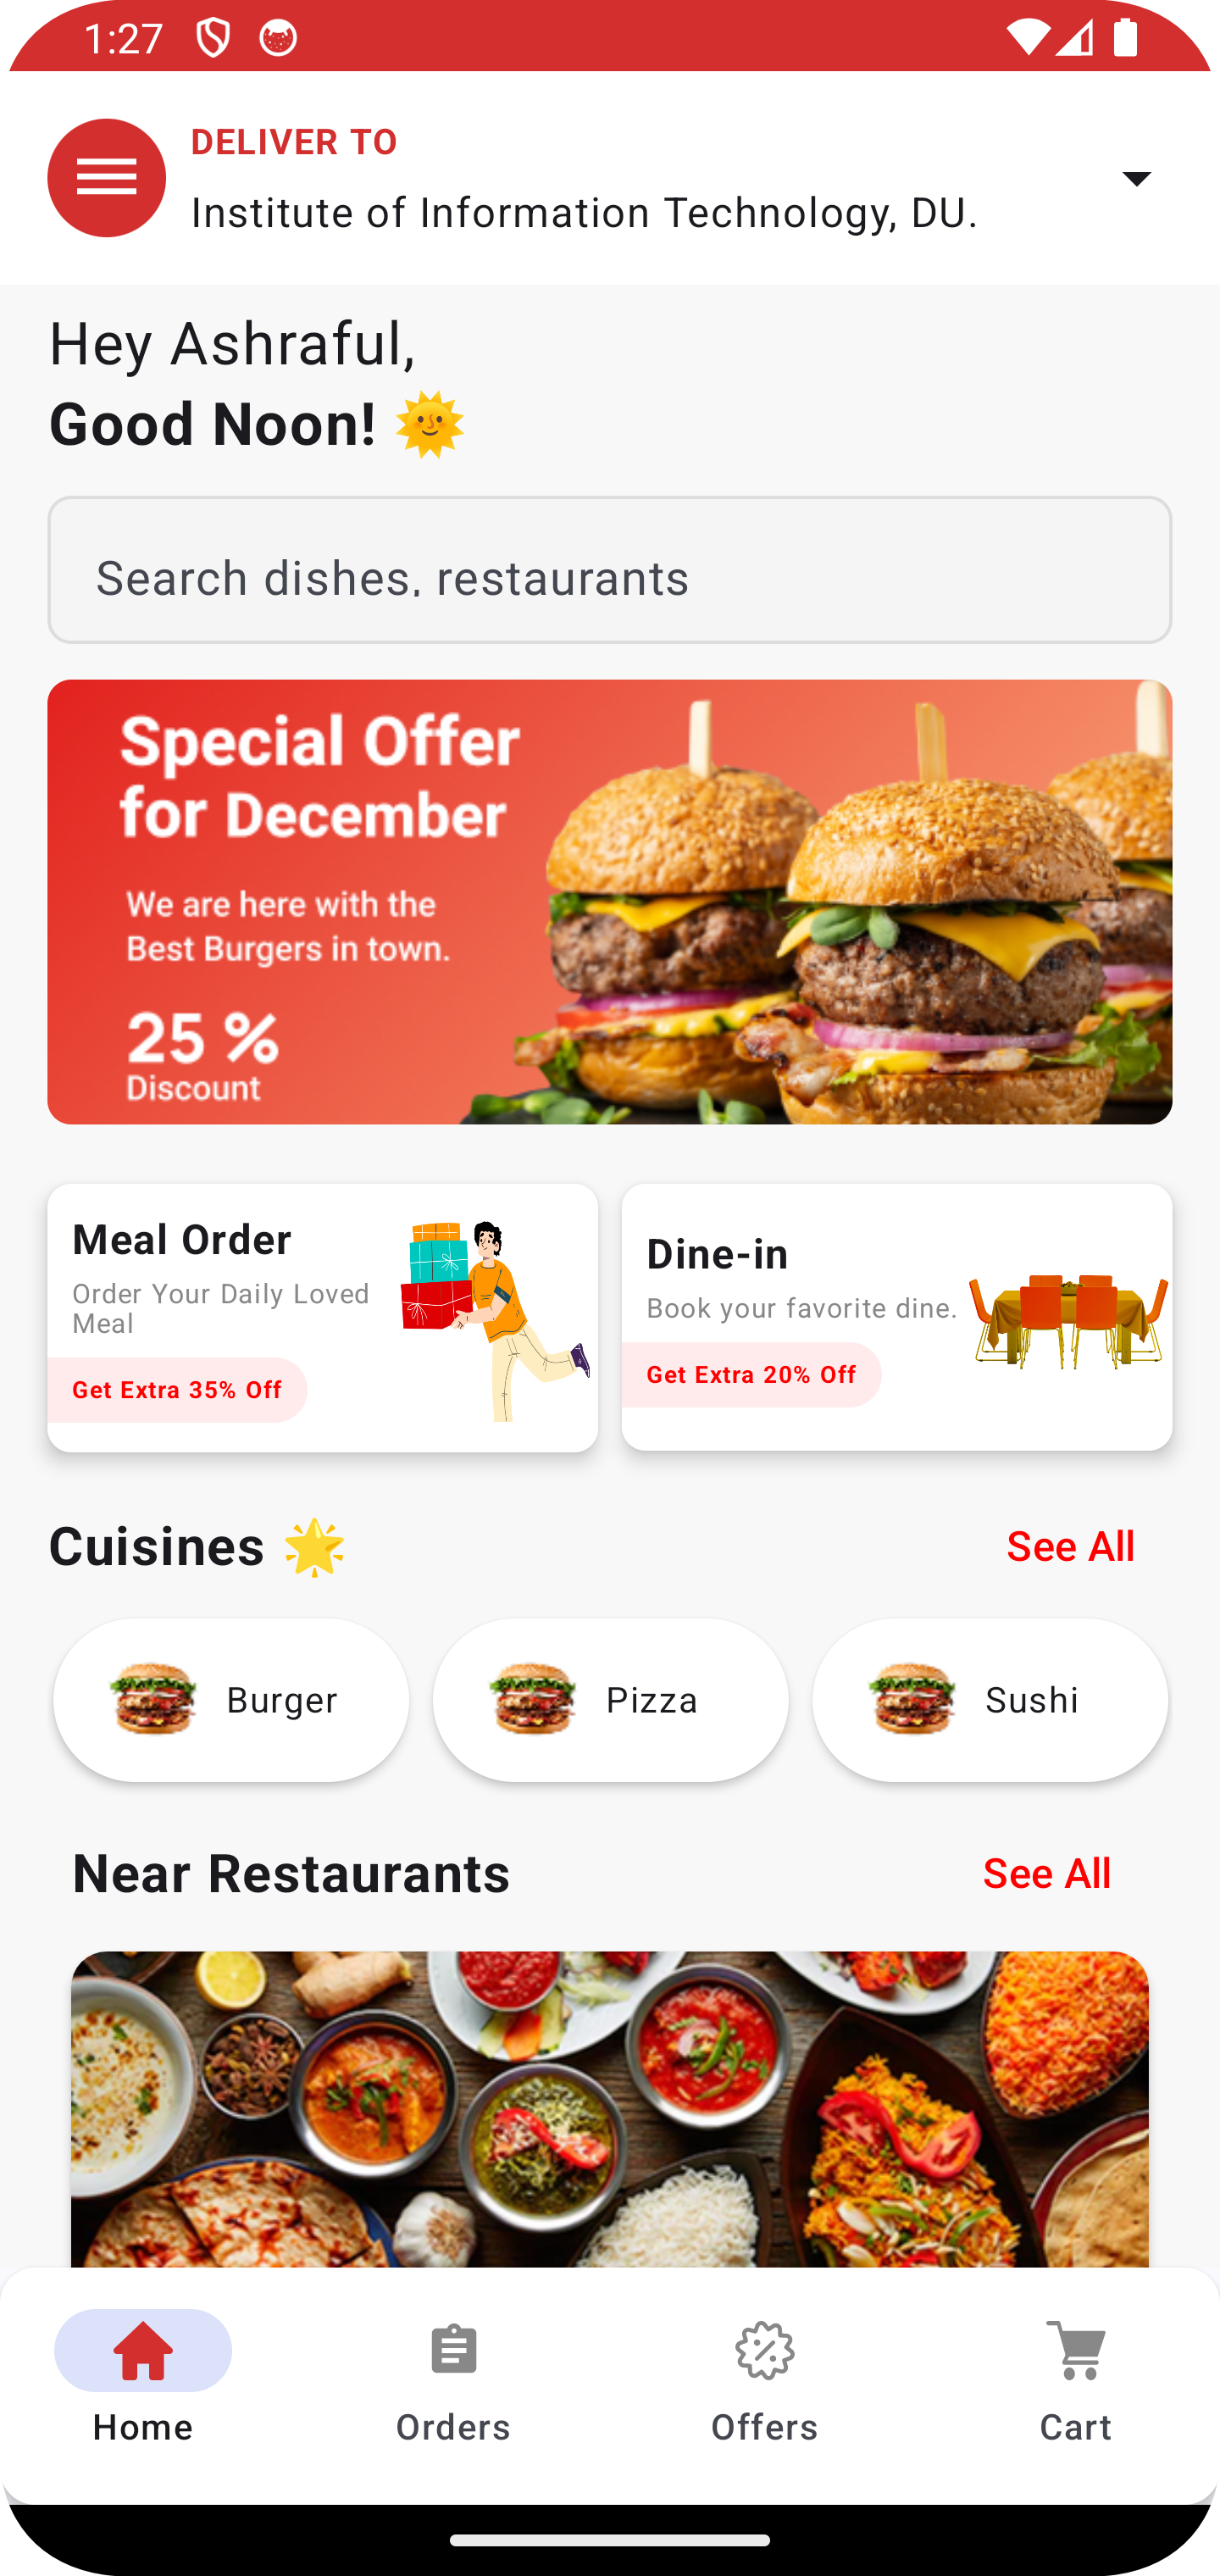 1:27
DELIVER TO
Institute of Information Technology, DU.
Hey Ashraful,
Good Noon! 🌞
Search dishes, restaurants
Special Offer
for December
We are here with the
Best Burgers in town.
25 %
Discount
Meal Order
Order Your Daily Loved
Meal
Get Extra 35% Off
Dine-in
Book your favorite dine.
Get Extra 20% Off
Cuisines 🌟
See All
Burger
Pizza
Sushi
Near Restaurants
See All
Home
Orders
Offers
Cart